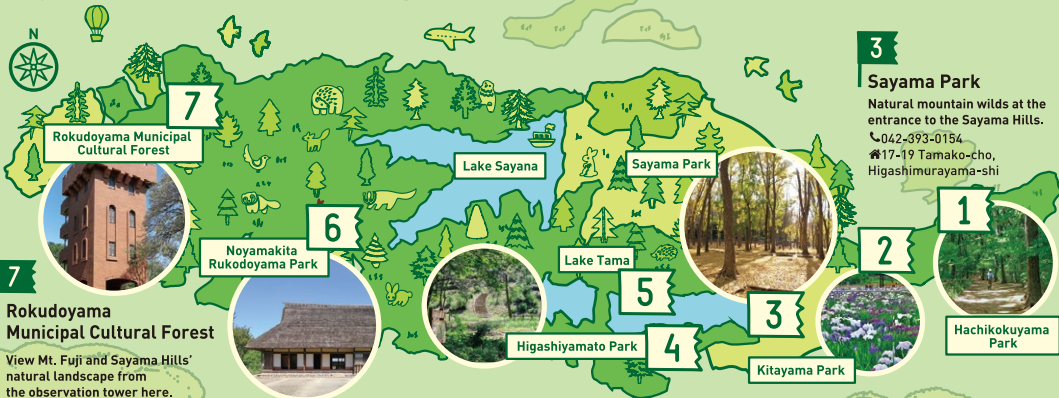 N
7
Rokudoyama Municipal
Cultural Forest
Lake Sayana
Sayama Park
3
Sayama Park
Natural mountain wilds at the
entrance to the Sayama Hills.
042-393-0154
17-19 Tamako-cho,
Higashimurayama-shi
6
Noyamakita
Rukodoyama Park
Lake Tama
5
Higashiyamato Park
4
3
Kitayama Park
2
1
Hachikokuyama
Park
7
Rokudoyama
Municipal Cultural Forest
View Mt. Fuji and Sayama Hills'
natural landscape from
the observation tower here.